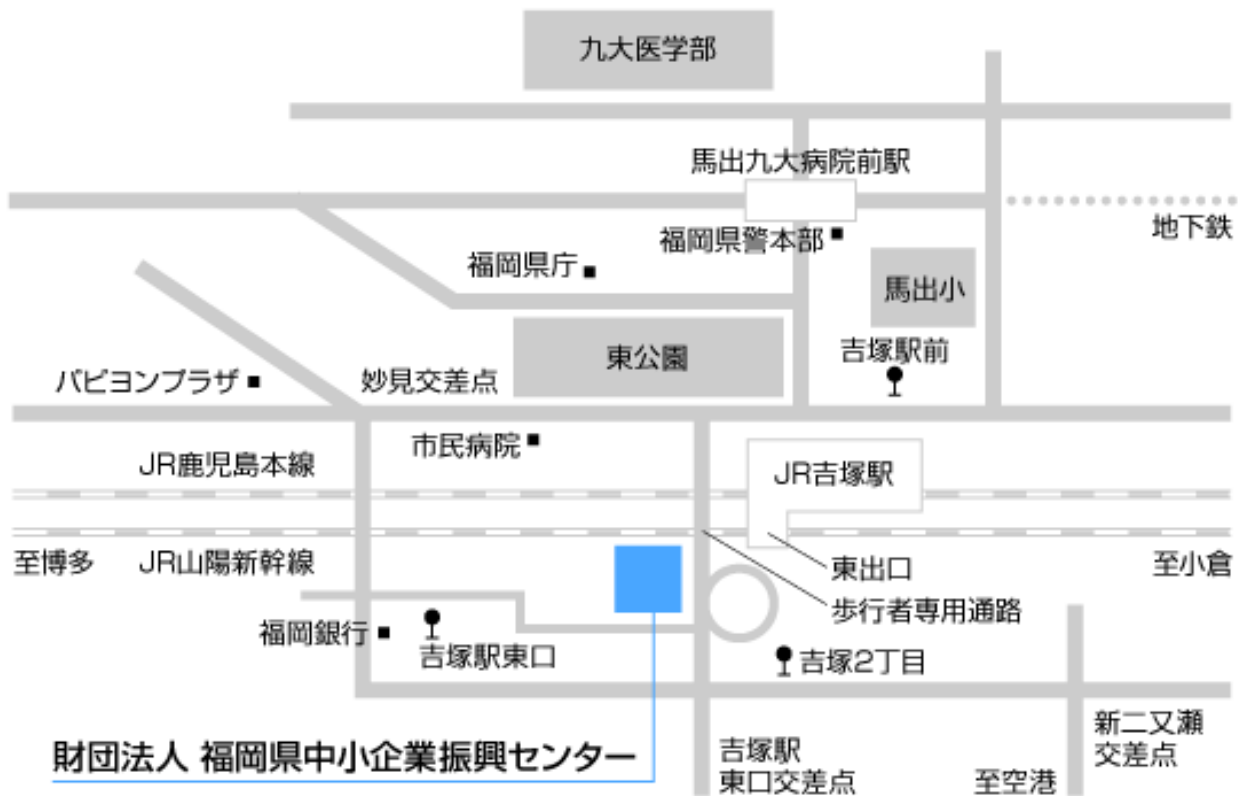 九大医学部
馬出九大病院前駅
地下鉄
福岡県警本部
福岡県庁
馬出小
吉塚駅前
東公園
パピヨンプラザ
妙見交差点
市民病院
JR鹿児島本線
JR吉塚駅
至博多
JR山陽新幹線
東出口
至小倉
歩行者専用通路
福岡銀行
吉塚駅東口
吉塚2丁目
新二又瀬
交差点
財団法人 福岡県中小企業振興センター
吉塚駅
東口交差点
至空港